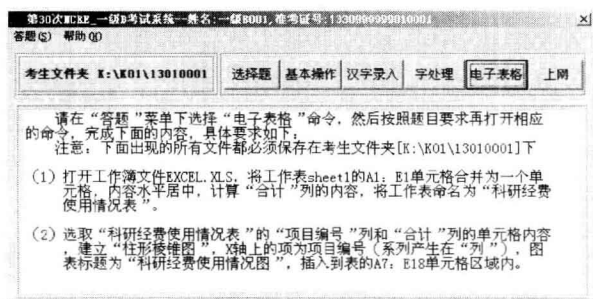 第30次NCRE_一级B考试系统--姓名:一级B001,准考证号:1330999999010001
答题(S) 帮助(H)
考生文件夹 K:\K01\13010001 选择题 基本操作 汉字录入 字处理 电子表格 上网
请在“答题”菜单下选择“电子表格”命令，然后按照题目要求再打开相应
的命令，完成下面的内容，具体要求如下：
注意：下面出现的所有文件都必须保存在考生文件夹[K:\K01\13010001]下
（1）打开工作簿文件EXCEL.XLS，将工作表sheet1的A1：E1单元格合并为一个单
元格，内容水平居中，计算“合计”列的内容，将工作表命名为“科研经费
使用情况表”。
（2）选取“科研经费使用情况表”的“项目编号”列和“合计”列的单元格内容
，建立“柱形棱锥图”，X轴上的项为项目编号（系列产生在“列”），图
表标题为“科研经费使用情况图”，插入到表的A7：E18单元格区域内。